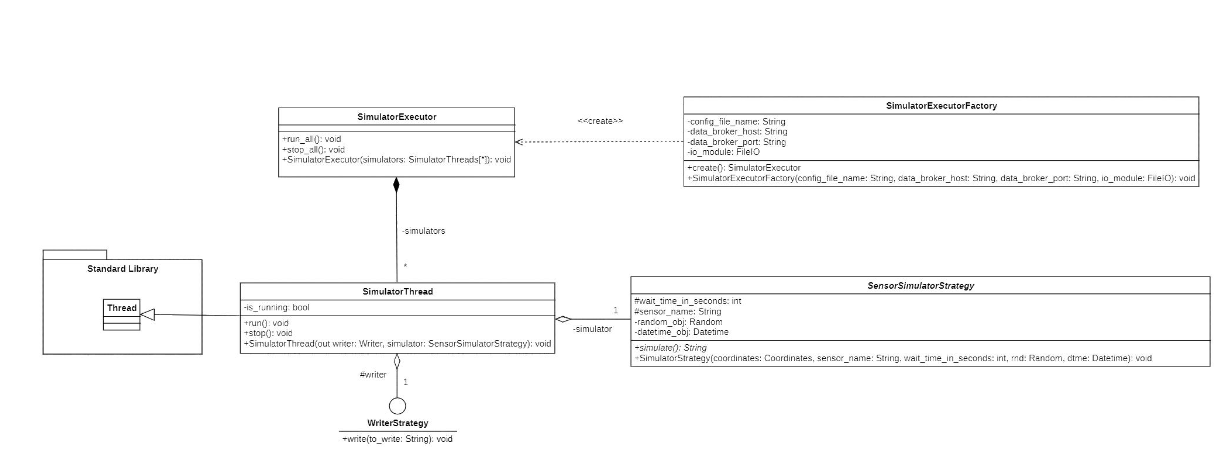 SimulatorExecutor
+run_all(): void
+stop_all(): void
+SimulatorExecutor(simulators: SimulatorThreads[*]): void
<<create>>
SimulatorExecutorFactory
-config_file_name: String
-data_broker_host: String
-data_broker_port: String
-io_module: FileIO
+create(): SimulatorExecutor
+SimulatorExecutorFactory(config_file_name: String, data_broker_host: String, data_broker_port: String, io_module: FileIO): void
-simulators
*
Standard Library
Thread
SimulatorThread
-is_running: bool
+run(): void
+stop(): void
+SimulatorThread(out writer: Writer, simulator: SensorSimulatorStrategy): void
1
-simulator
SensorSimulatorStrategy
#wait_time_in_seconds: int
#sensor_name: String
-random_obj: Random
-datetime_obj: Datetime
+simulate(): String
+SimulatorStrategy(coordinates: Coordinates, sensor_name: String, wait_time_in_seconds: int, rnd: Random, dtme: Datetime): void
#writer
1
WriterStrategy
+write(to_write: String): void